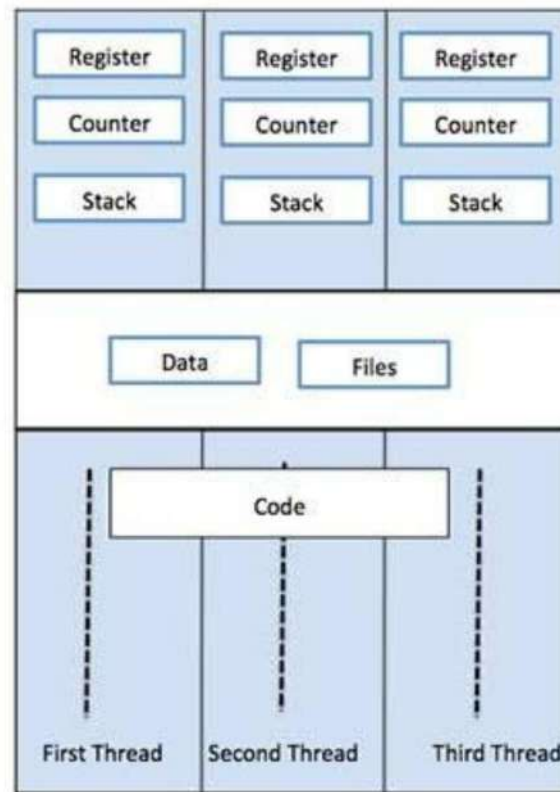 Register Register Register
Counter Counter Counter
Stack Stack Stack
Data Files
Code
First Thread Second Thread Third Thread